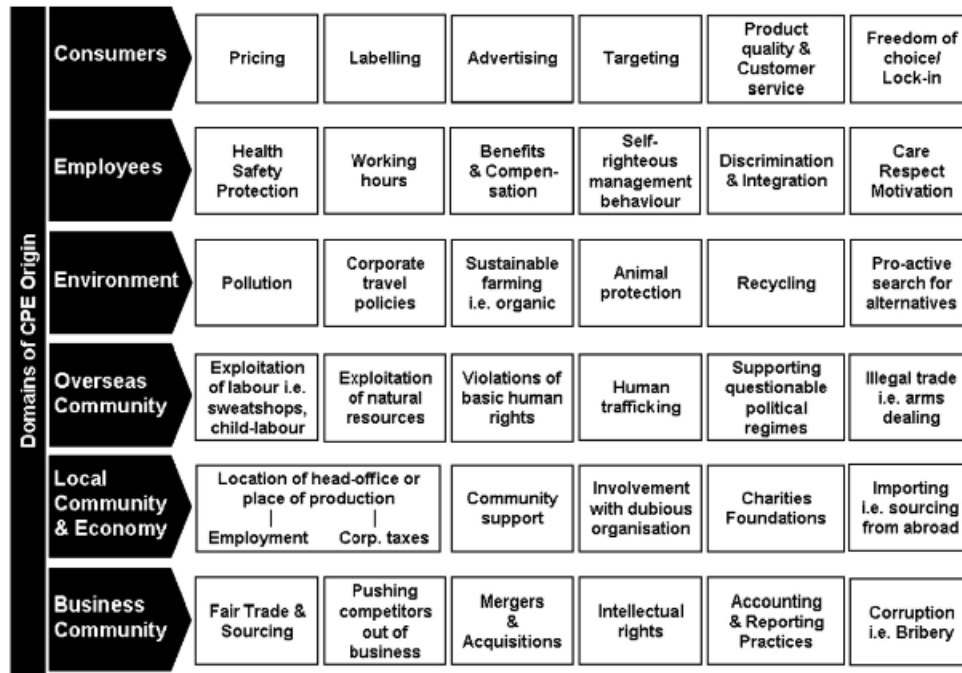 Domains of CPE Origin
Consumers
Pricing
Labelling
Advertising
Targeting
Product
quality &
Customer
service
Freedom of
choice/
Lock-in
Employees
Health
Safety
Protection
Working
hours
Benefits
& Compen-
sation
Self-
righteous
management
behaviour
Discrimination
& Integration
Care
Respect
Motivation
Environment
Pollution
Corporate
travel
policies
Sustainable
farming
i.e. organic
Animal
protection
Recycling
Pro-active
search for
alternatives
Overseas
Community
Exploitation
of labour i.e.
sweatshops,
child-labour
Exploitation
of natural
resources
Violations of
basic human
rights
Human
trafficking
Supporting
questionable
political
regimes
Illegal trade
i.e. arms
dealing
Local
Community
& Economy
Location of head-office or
place of production
Employment
Corp. taxes
Community
support
Involvement
with dubious
organisation
Charities
Foundations
Importing
i.e. sourcing
from abroad
Business
Community
Fair Trade &
Sourcing
Pushing
competitors
out of
business
Mergers
&
Acquisitions
Intellectual
rights
Accounting
& Reporting
Practices
Corruption
i.e. Bribery